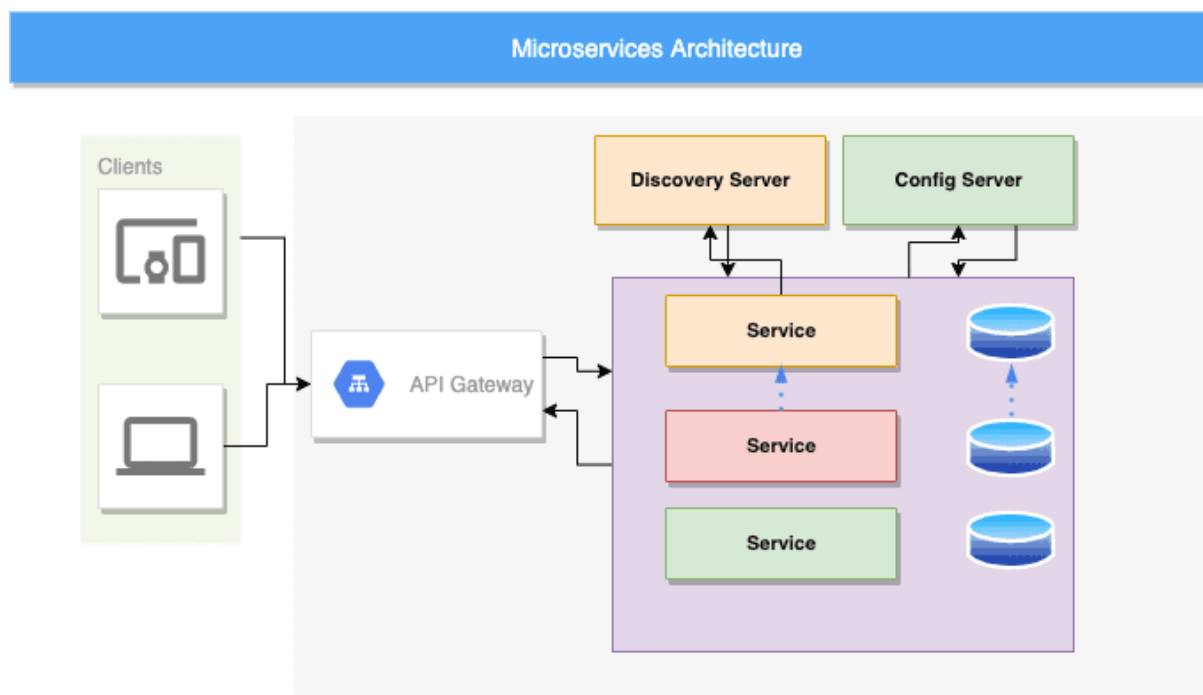 Microservices Architecture
Clients
Discovery Server
Config Server
API Gateway
Service
Service
Service